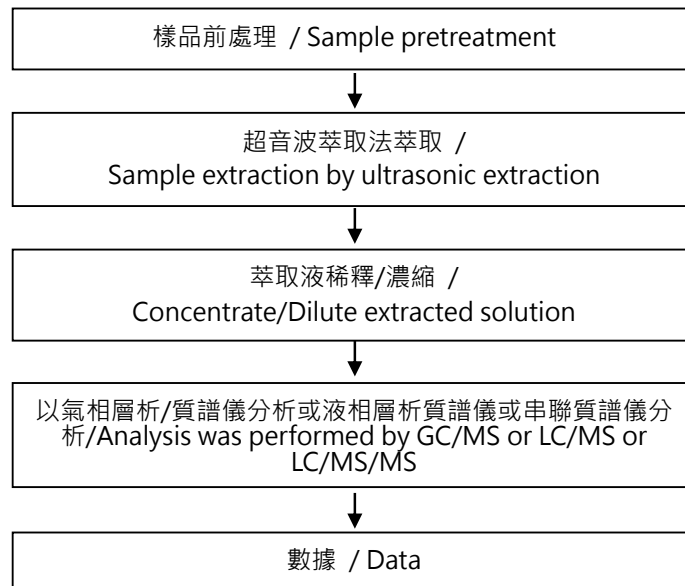 樣品前處理 / Sample pretreatment
超音波萃取法萃取 /
Sample extraction by ultrasonic extraction
萃取液稀釋/濃縮 /
Concentrate/Dilute extracted solution
以氣相層析/質譜儀分析或液相層析質譜儀或串聯質譜儀分
析/Analysis was performed by GC/MS or LC/MS or
LC/MS/MS
數據 / Data